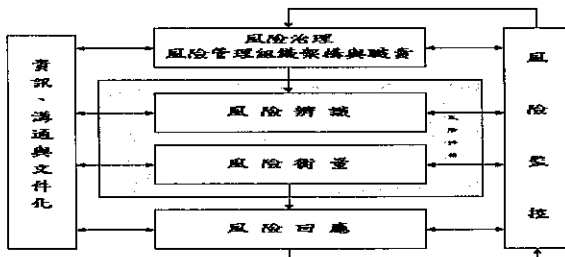 風險治理
風險管理組織架構與職責
資訊、溝通與文件化
風險辨識
風險衡量
風險回應
風險監控